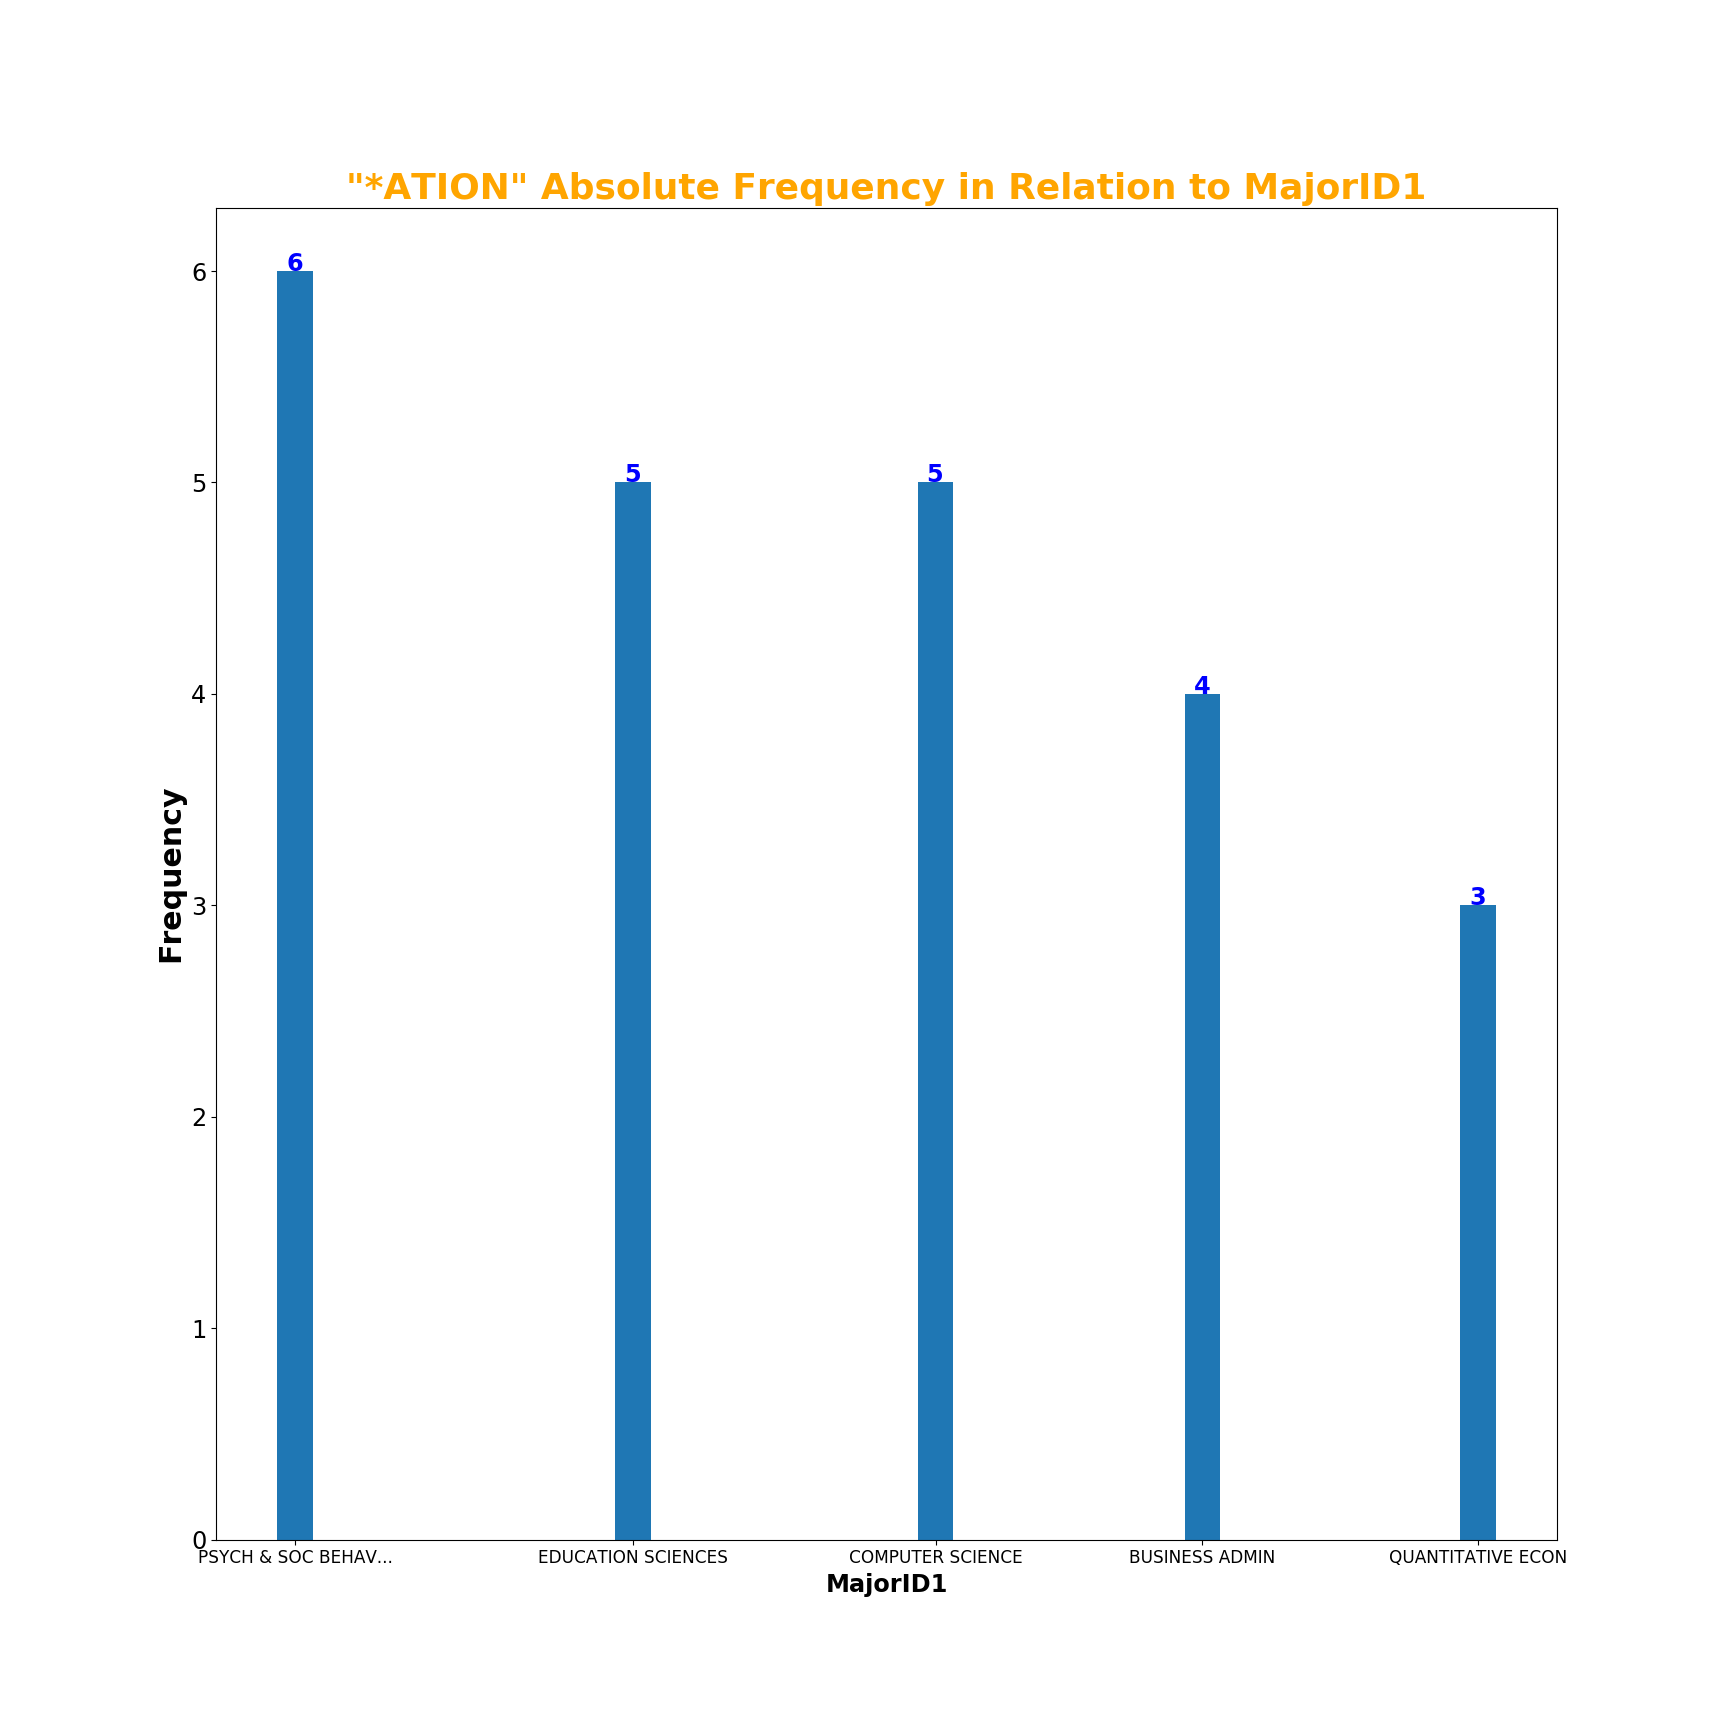 "*ATION" Absolute Frequency in Relation to MajorID1
6
5
4
3
2
1
0
Frequency
6
5
5
4
3
PSYCH & SOC BEHAV...
EDUCATION SCIENCES
COMPUTER SCIENCE
BUSINESS ADMIN
QUANTITATIVE ECON
MajorID1